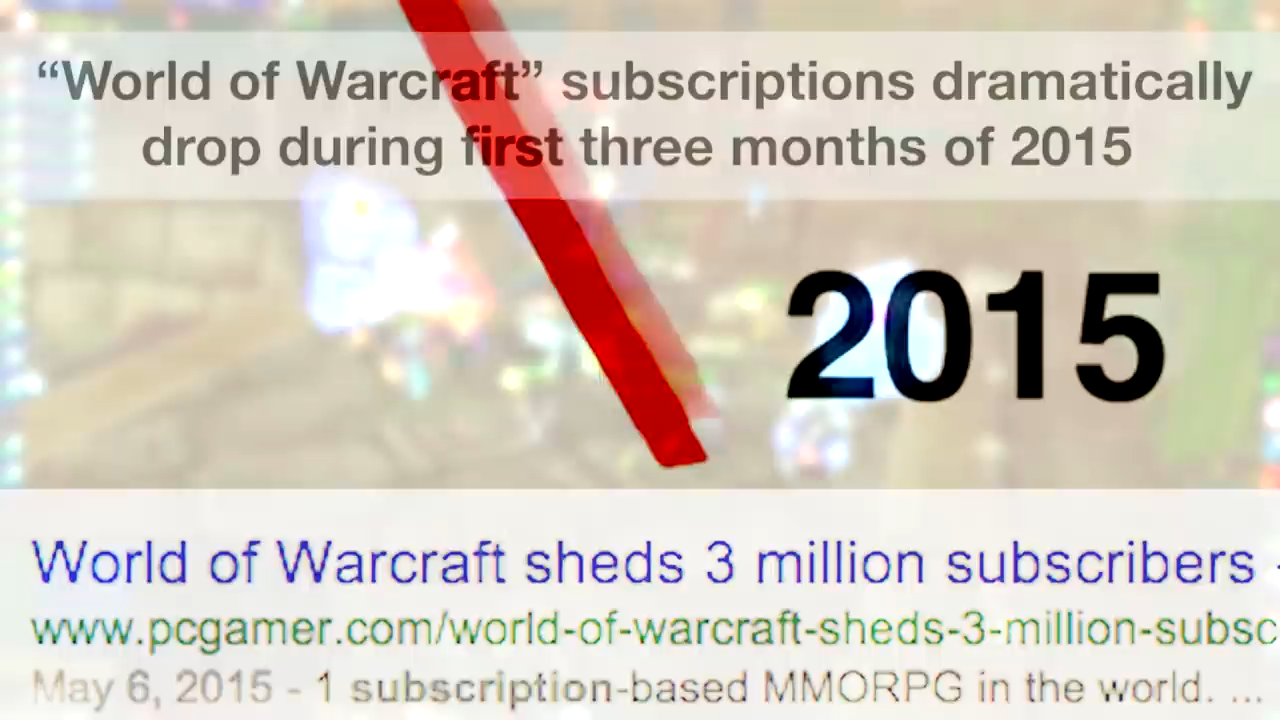 “World of Warcraft” subscriptions dramatically
drop during first three months of 2015
2015
World of Warcraft sheds 3 million subscribers -
www.pcgamer.com/world-of-warcraft-sheds-3-million-subsc
May 6, 2015 - 1 subscription-based MMORPG in the world. ...